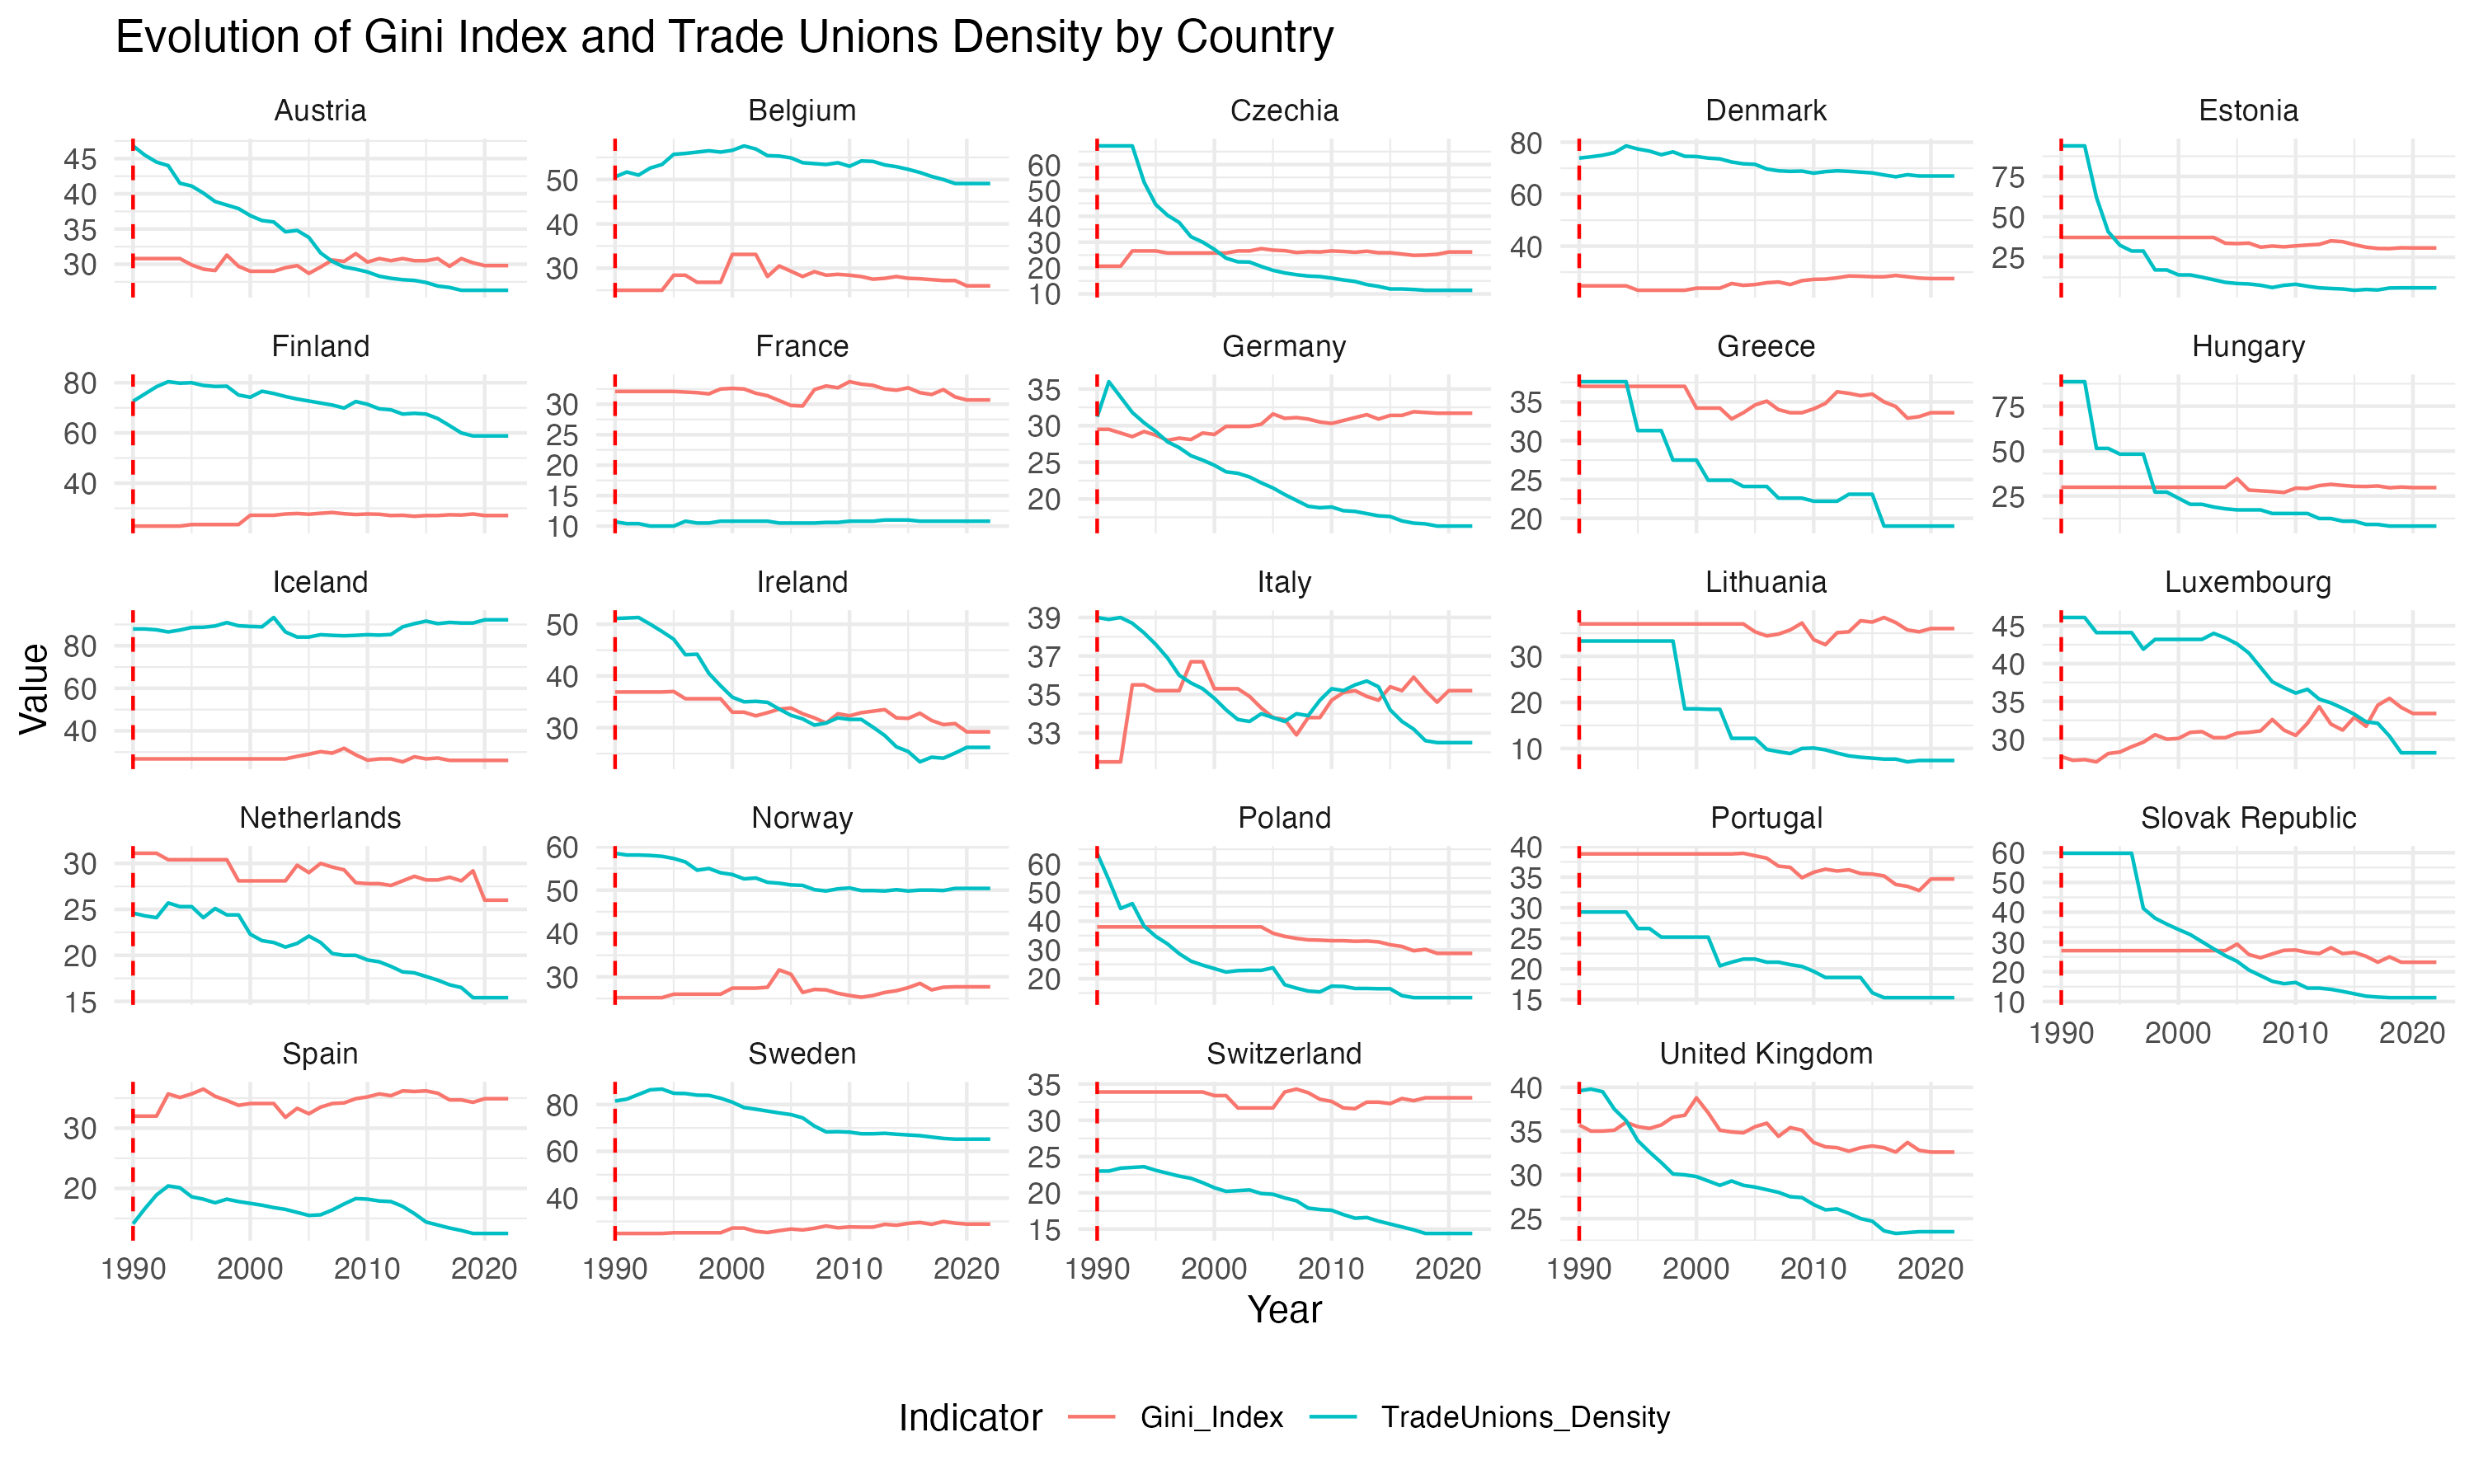 Evolution of Gini Index and Trade Unions Density by Country
Austria
Belgium
Czechia
Denmark
Estonia
45
40
35
30
50
40
30
60
50
40
30
20
10
80
60
40
75
50
25
Finland
France
Germany
Greece
Hungary
80
60
40
30
25
20
15
10
35
30
25
20
35
30
25
20
75
50
25
Iceland
Ireland
Italy
Lithuania
Luxembourg
80
60
40
50
40
30
39
37
35
33
30
20
10
45
40
35
30
Value
Netherlands
Norway
Poland
Portugal
Slovak Republic
30
25
20
15
60
50
40
30
60
50
40
30
20
40
35
30
25
20
15
60
50
40
30
20
10
1990 2000 2010 2020
Spain
Sweden
Switzerland
United Kingdom
30
20
80
60
40
35
30
25
20
15
40
35
30
25
1990 2000 2010 2020
1990 2000 2010 2020
1990 2000 2010 2020
1990 2000 2010 2020
Year
Indicator Gini_Index TradeUnions_Density